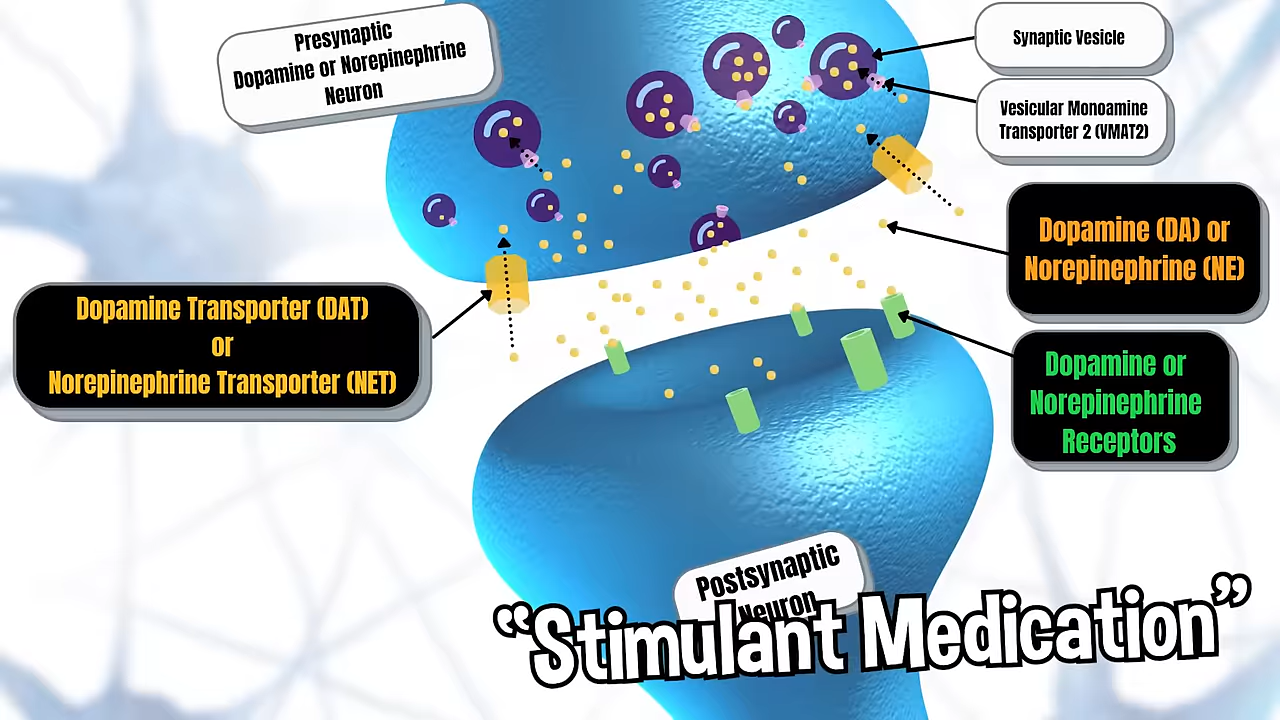 Presynaptic
Dopamine or Norepinephrine
Neuron
Synaptic Vesicle
Vesicular Monoamine
Transporter 2 (VMAT2)
Dopamine (DA) or
Norepinephrine (NE)
Dopamine Transporter (DAT)
or
Norepinephrine Transporter (NET)
Dopamine or
Norepinephrine
Receptors
Postsynaptic
Neuron
“Stimulant Medication”